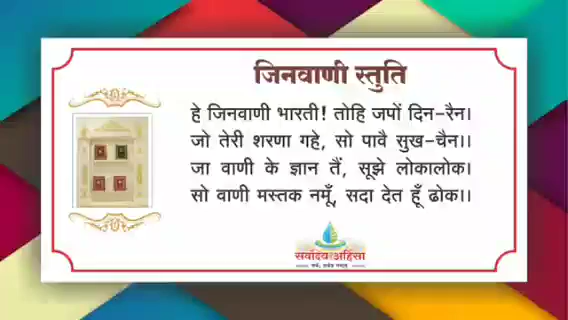 जिनवाणी स्तुति
हे जिनवाणी भारती! तोहि जपों दिन-रैन।
जो तेरी शरणा गहे, सो पावै सुख-चैन।।
जा वाणी के ज्ञान तैं, सूझे लोकालोक।
सो वाणी मस्तक नमूँ, सदा देत हूँ ढोक।।
सर्वोदय अहिंसा